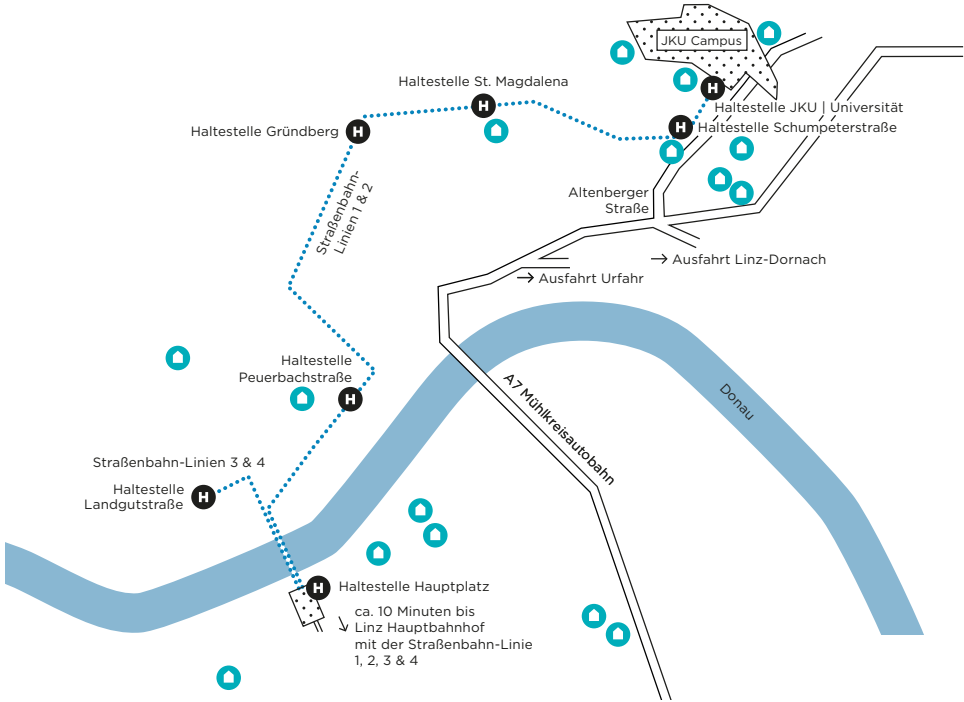 JKU Campus
Haltestelle St. Magdalena
H
H
Haltestelle JKU | Universität
Haltestelle Gründberg
H
H
Haltestelle Schumpeterstraße
Straßenbahn-
Linien 1 & 2
Altenberger
Straße
Ausfahrt Linz-Dornach
Ausfahrt Urfahr
Haltestelle
Peuerbachstraße
H
A7 Mühlkreisautobahn
Donau
Straßenbahn-Linien 3 & 4
Haltestelle
Landgutstraße
H
H
Haltestelle Hauptplatz
ca. 10 Minuten bis
Linz Hauptbahnhof
mit der Straßenbahn-Linie
1, 2, 3 & 4